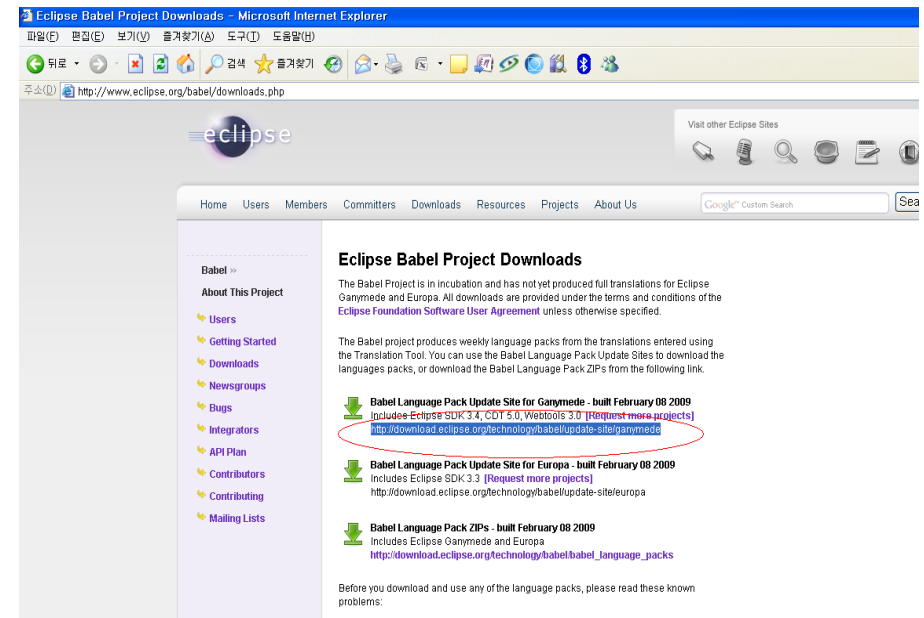 Eclipse Babel Project Downloads - Microsoft Internet Explorer
파일(F) 편집(E) 보기(V) 즐겨찾기(A) 도구(T) 도움말(H)
뒤로 검색 즐겨찾기
주소(D) http://www.eclipse.org/babel/downloads.php
eclipse
Visit other Eclipse Sites
Home Users Members Committers Downloads Resources Projects About Us
Google™ Custom Search
Sea
Babel »
About This Project
Users
Getting Started
Downloads
Newsgroups
Bugs
Integrators
API Plan
Contributors
Contributing
Mailing Lists
Eclipse Babel Project Downloads
The Babel Project is in incubation and has not yet produced full translations for Eclipse
Ganymede and Europa. All downloads are provided under the terms and conditions of the
Eclipse Foundation Software User Agreement unless otherwise specified.
The Babel project produces weekly language packs from the translations entered using
the Translation Tool. You can use the Babel Language Pack Update Sites to download the
languages packs, or download the Babel Language Pack ZIPs from the following link.
Babel Language Pack Update Site for Ganymede - built February 08 2009
Includes Eclipse SDK 3.4, CDT 5.0, Webtools 3.0 [Request more projects]
http://download.eclipse.org/technology/babel/update-site/ganymede
Babel Language Pack Update Site for Europa - built February 08 2009
Includes Eclipse SDK 3.3 [Request more projects]
http://download.eclipse.org/technology/babel/update-site/europa
Babel Language Pack ZIPs - built February 08 2009
Includes Eclipse Ganymede and Europa
http://download.eclipse.org/technology/babel/babel_language_packs
Before you download and use any of the language packs, please read these known
problems: